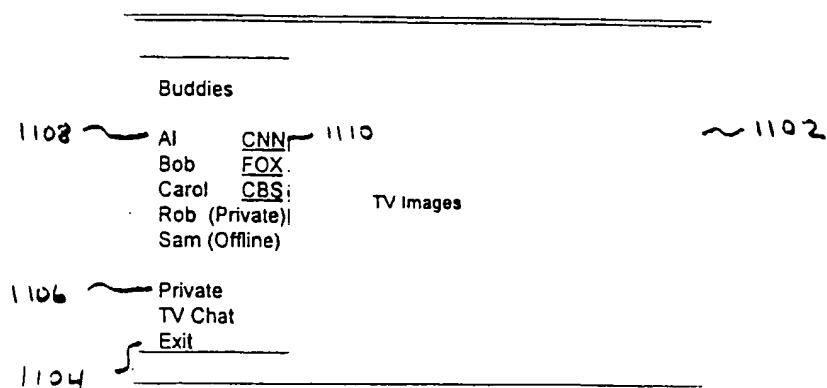 Buddies
1108 Al CNN 1110 1102
Bob FOX
Carol CBS
TV Images
Rob (Private)
Sam (Offline)
1106 Private
TV Chat
Exit
1104